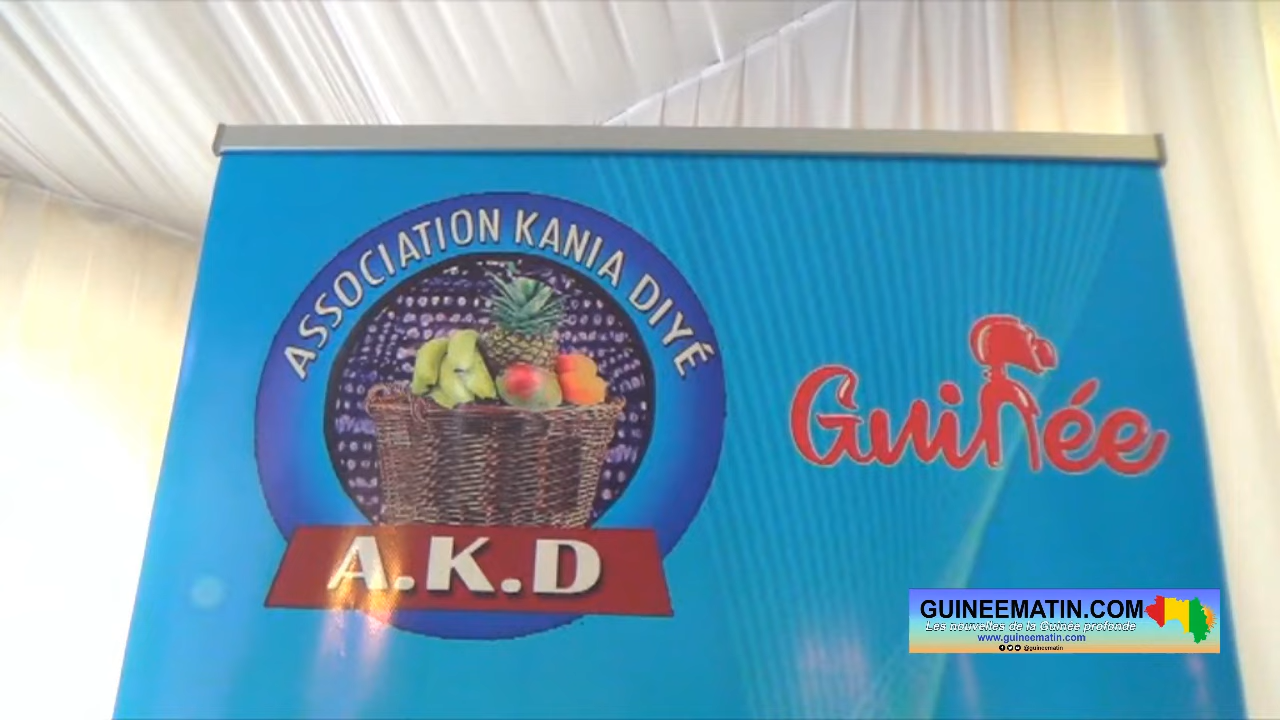 ASSOCIATION KANIA DIYÉ
A.K.D
Guinée
GUINEEMATIN.COM
Les nouvelles de la Guinée profonde
www.guineematin.com
@guineematin